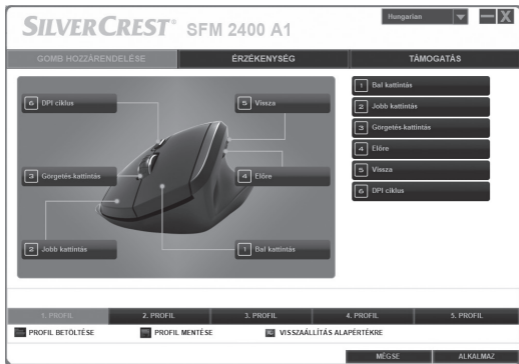 SILVERCREST® SFM 2400 A1
Hungarian
GOMB HOZZÁRENDELÉSE
ÉRZÉKENYSÉG
TÁMOGATÁS
6 DPI ciklus
5 Vissza
3 Görgetés-kattintás
4 Előre
2 Jobb kattintás
1 Bal kattintás
1 Bal kattintás
2 Jobb kattintás
3 Görgetés-kattintás
4 Előre
5 Vissza
6 DPI ciklus
1. PROFIL
2. PROFIL
3. PROFIL
4. PROFIL
5. PROFIL
PROFIL BETÖLTÉSE
PROFIL MENTÉSE
VISSZAÁLLÍTÁS ALAPÉRTÉKRE
MÉGSE
ALKALMAZ